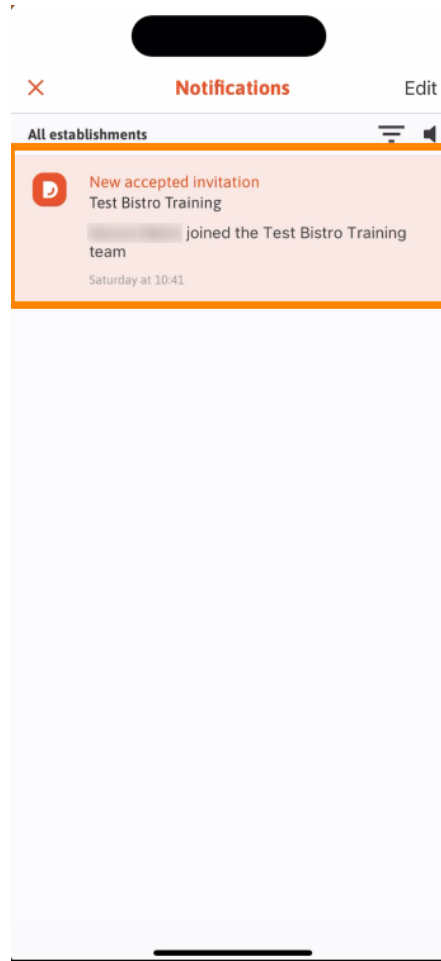 Notifications
Edit
All establishments
New accepted invitation
Test Bistro Training
joined the Test Bistro Training
team
Saturday at 10:41